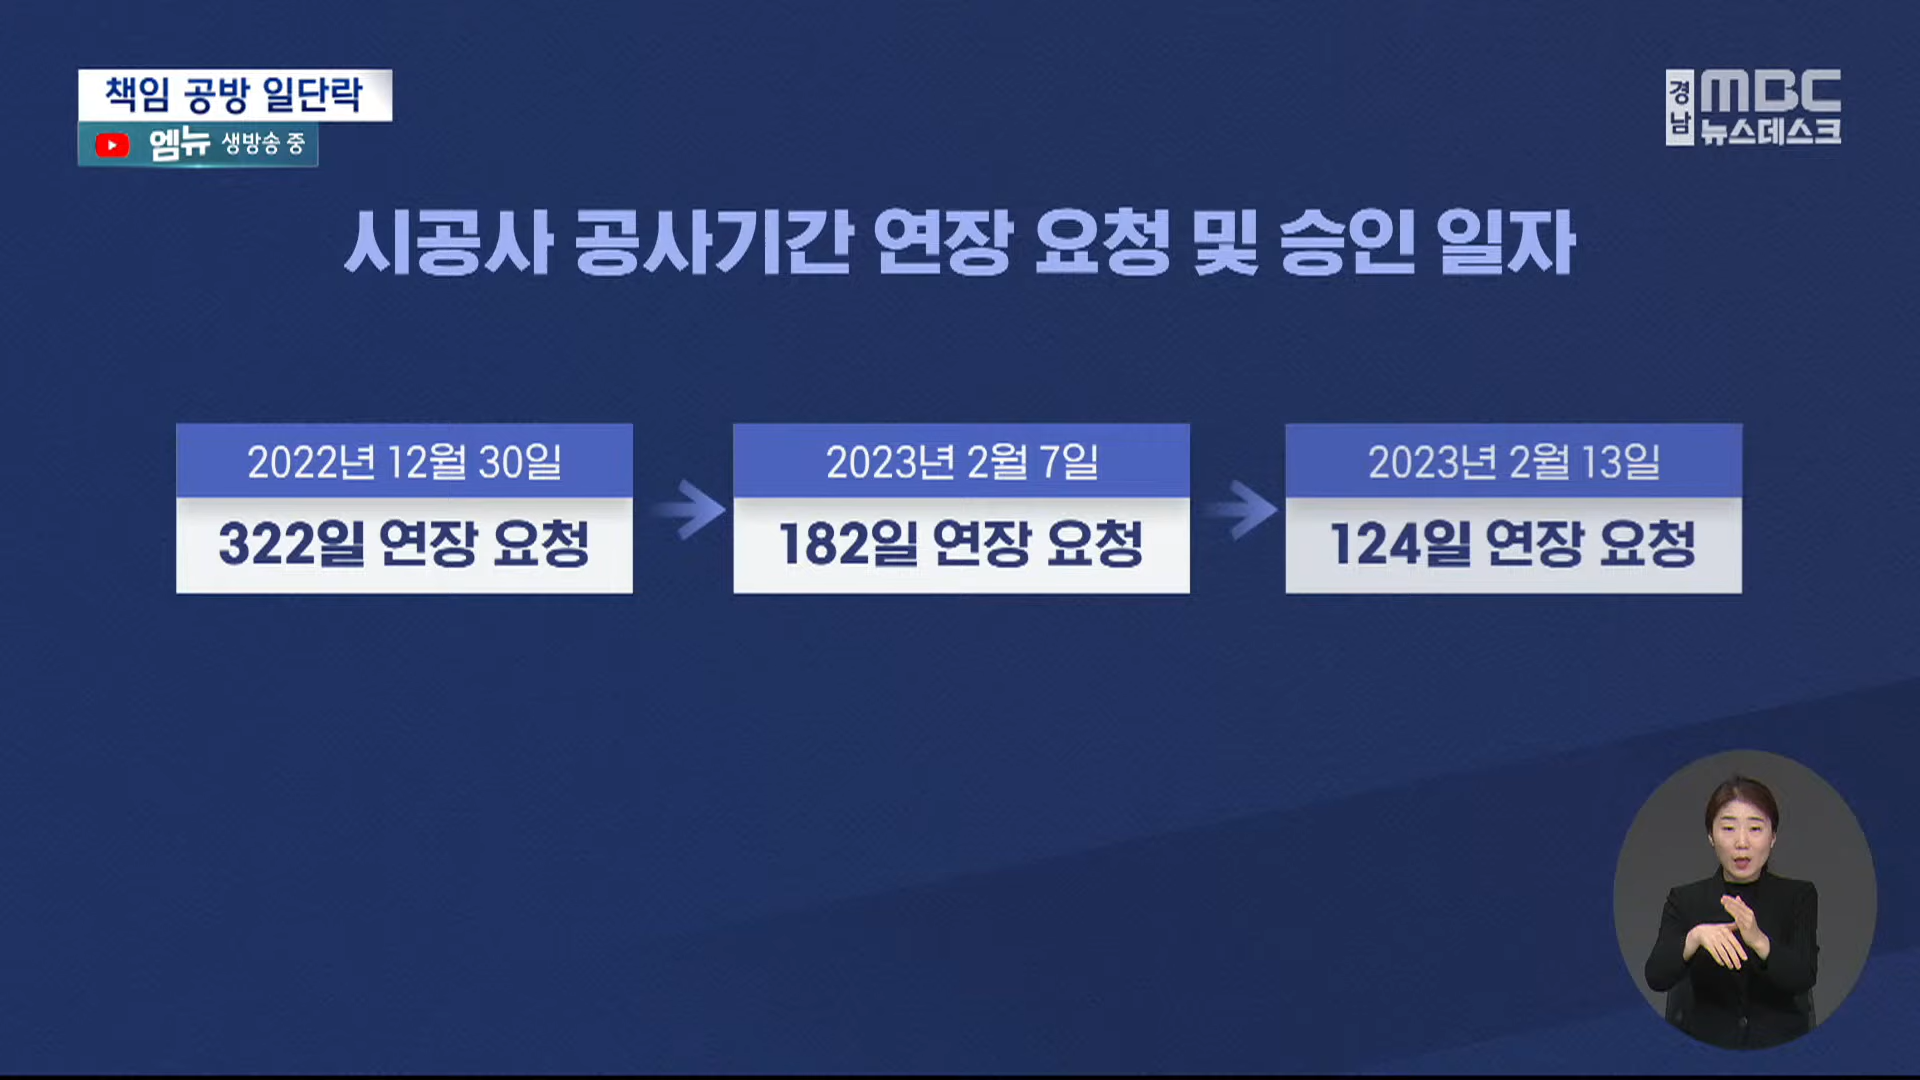 책임 공방 일단락
엠뉴 생방송 중
경남 MBC
뉴스데스크
시공사 공사기간 연장 요청 및 승인 일자
2022년 12월 30일
322일 연장 요청
2023년 2월 7일
182일 연장 요청
2023년 2월 13일
124일 연장 요청